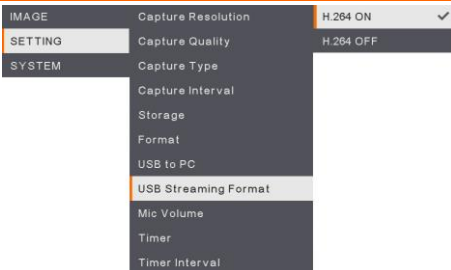 IMAGE
SETTING
SYSTEM
Capture Resolution
Capture Quality
Capture Type
Capture Interval
Storage
Format
USB to PC
USB Streaming Format
Mic Volume
Timer
Timer Interval
H.264 ON
H.264 OFF